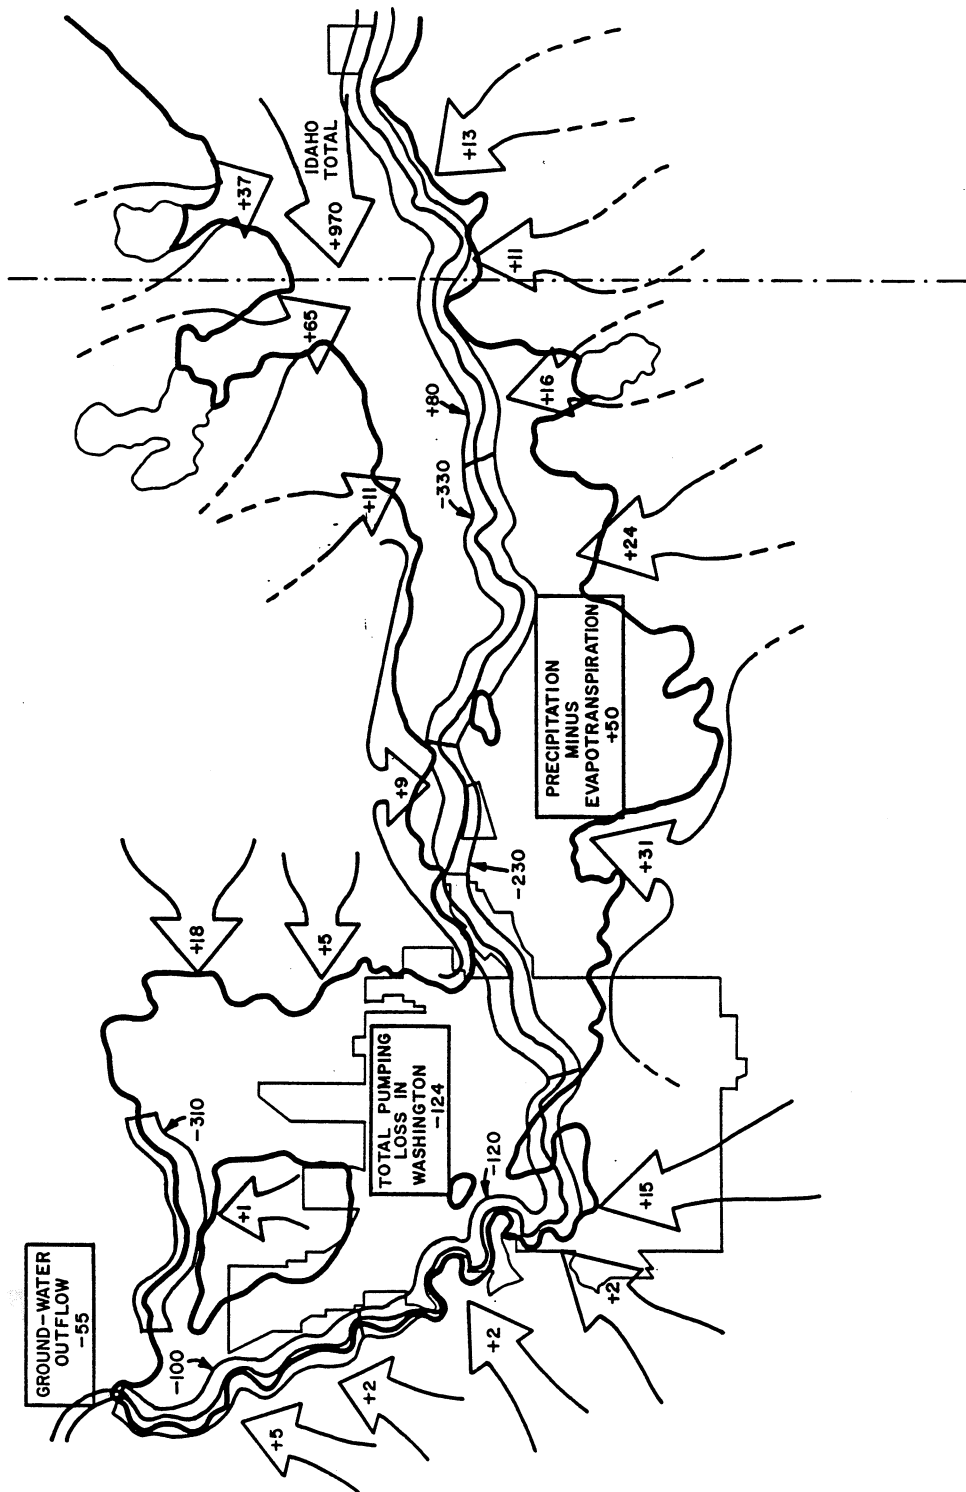 GROUND-WATER
OUTFLOW
-55
-310
+18
+5
+1
-100
+5
+2
+2
+2
+15
-120
TOTAL PUMPING
LOSS IN
WASHINGTON
-124
-230
+31
+9
PRECIPITATION
MINUS
EVAPOTRANSPIRATION
+50
+24
-330
+11
+80
+16
+65
+11
+37
IDAHO
TOTAL
+970
+13